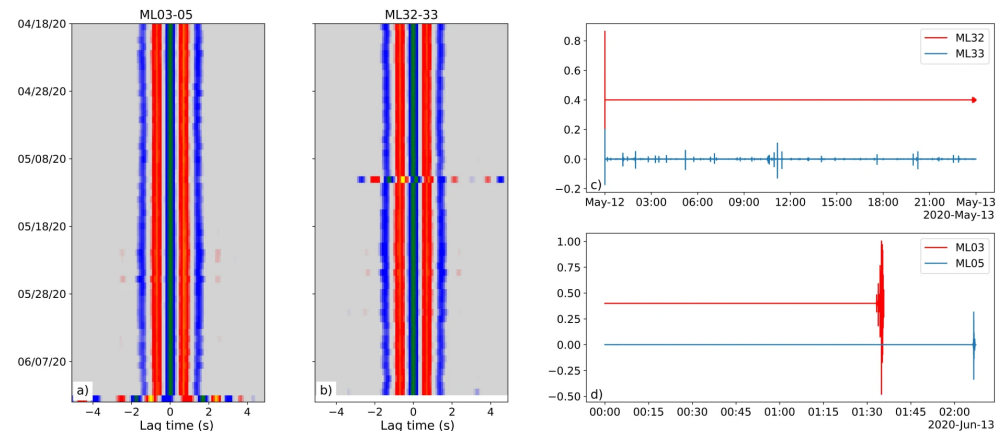 ML03-05
04/18/20
04/28/20
05/08/20
05/18/20
05/28/20
06/07/20
a)
−4 −2 0 2 4
Lag time (s)
ML32-33
b)
−4 −2 0 2 4
Lag time (s)
ML32
ML33
0.8
0.6
0.4
0.2
0.0
−0.2
c)
May-12 03:00 06:00 09:00 12:00 15:00 18:00 21:00 May-13
2020-May-13
ML03
ML05
1.00
0.75
0.50
0.25
0.00
−0.25
−0.50
d)
00:00 00:15 00:30 00:45 01:00 01:15 01:30 01:45 02:00
2020-Jun-13